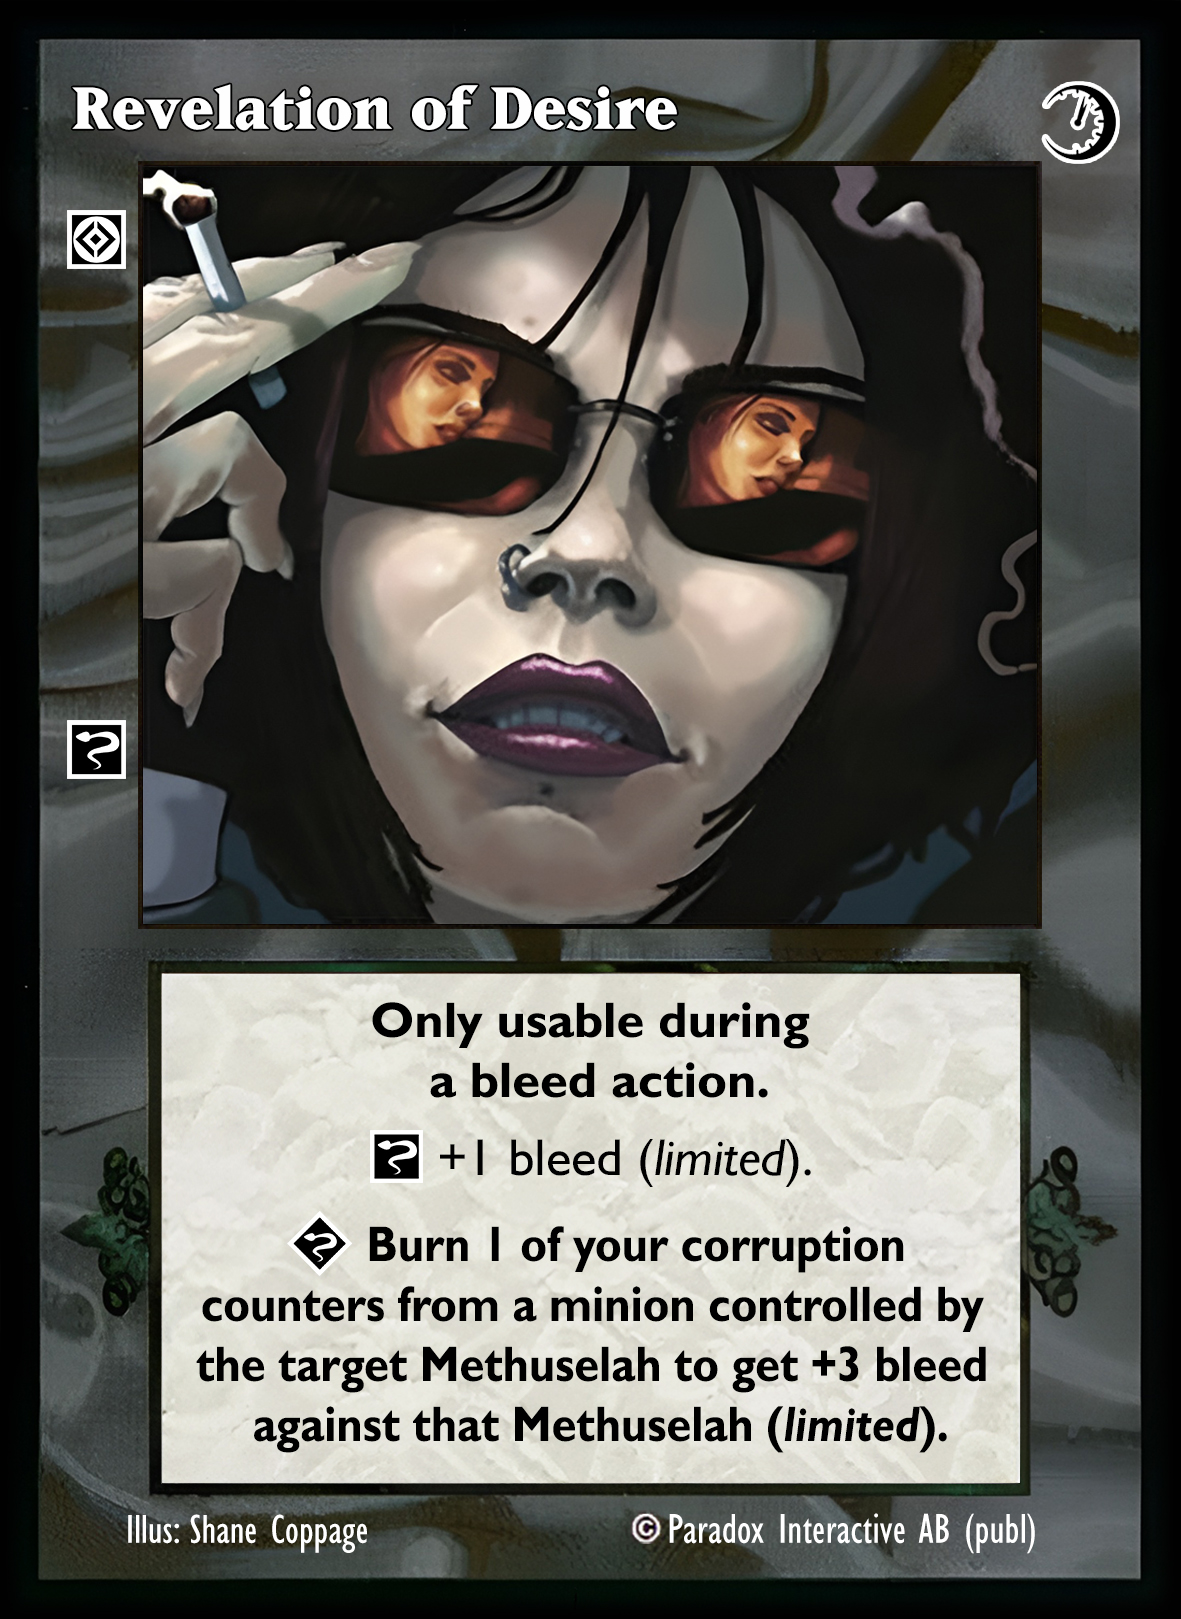 Revelation of Desire
Only usable during
a bleed action.
+1 bleed (limited).
Burn 1 of your corruption
counters from a minion controlled by
the target Methuselah to get +3 bleed
against that Methuselah (limited).
Illus: Shane Coppage
© Paradox Interactive AB (publ)